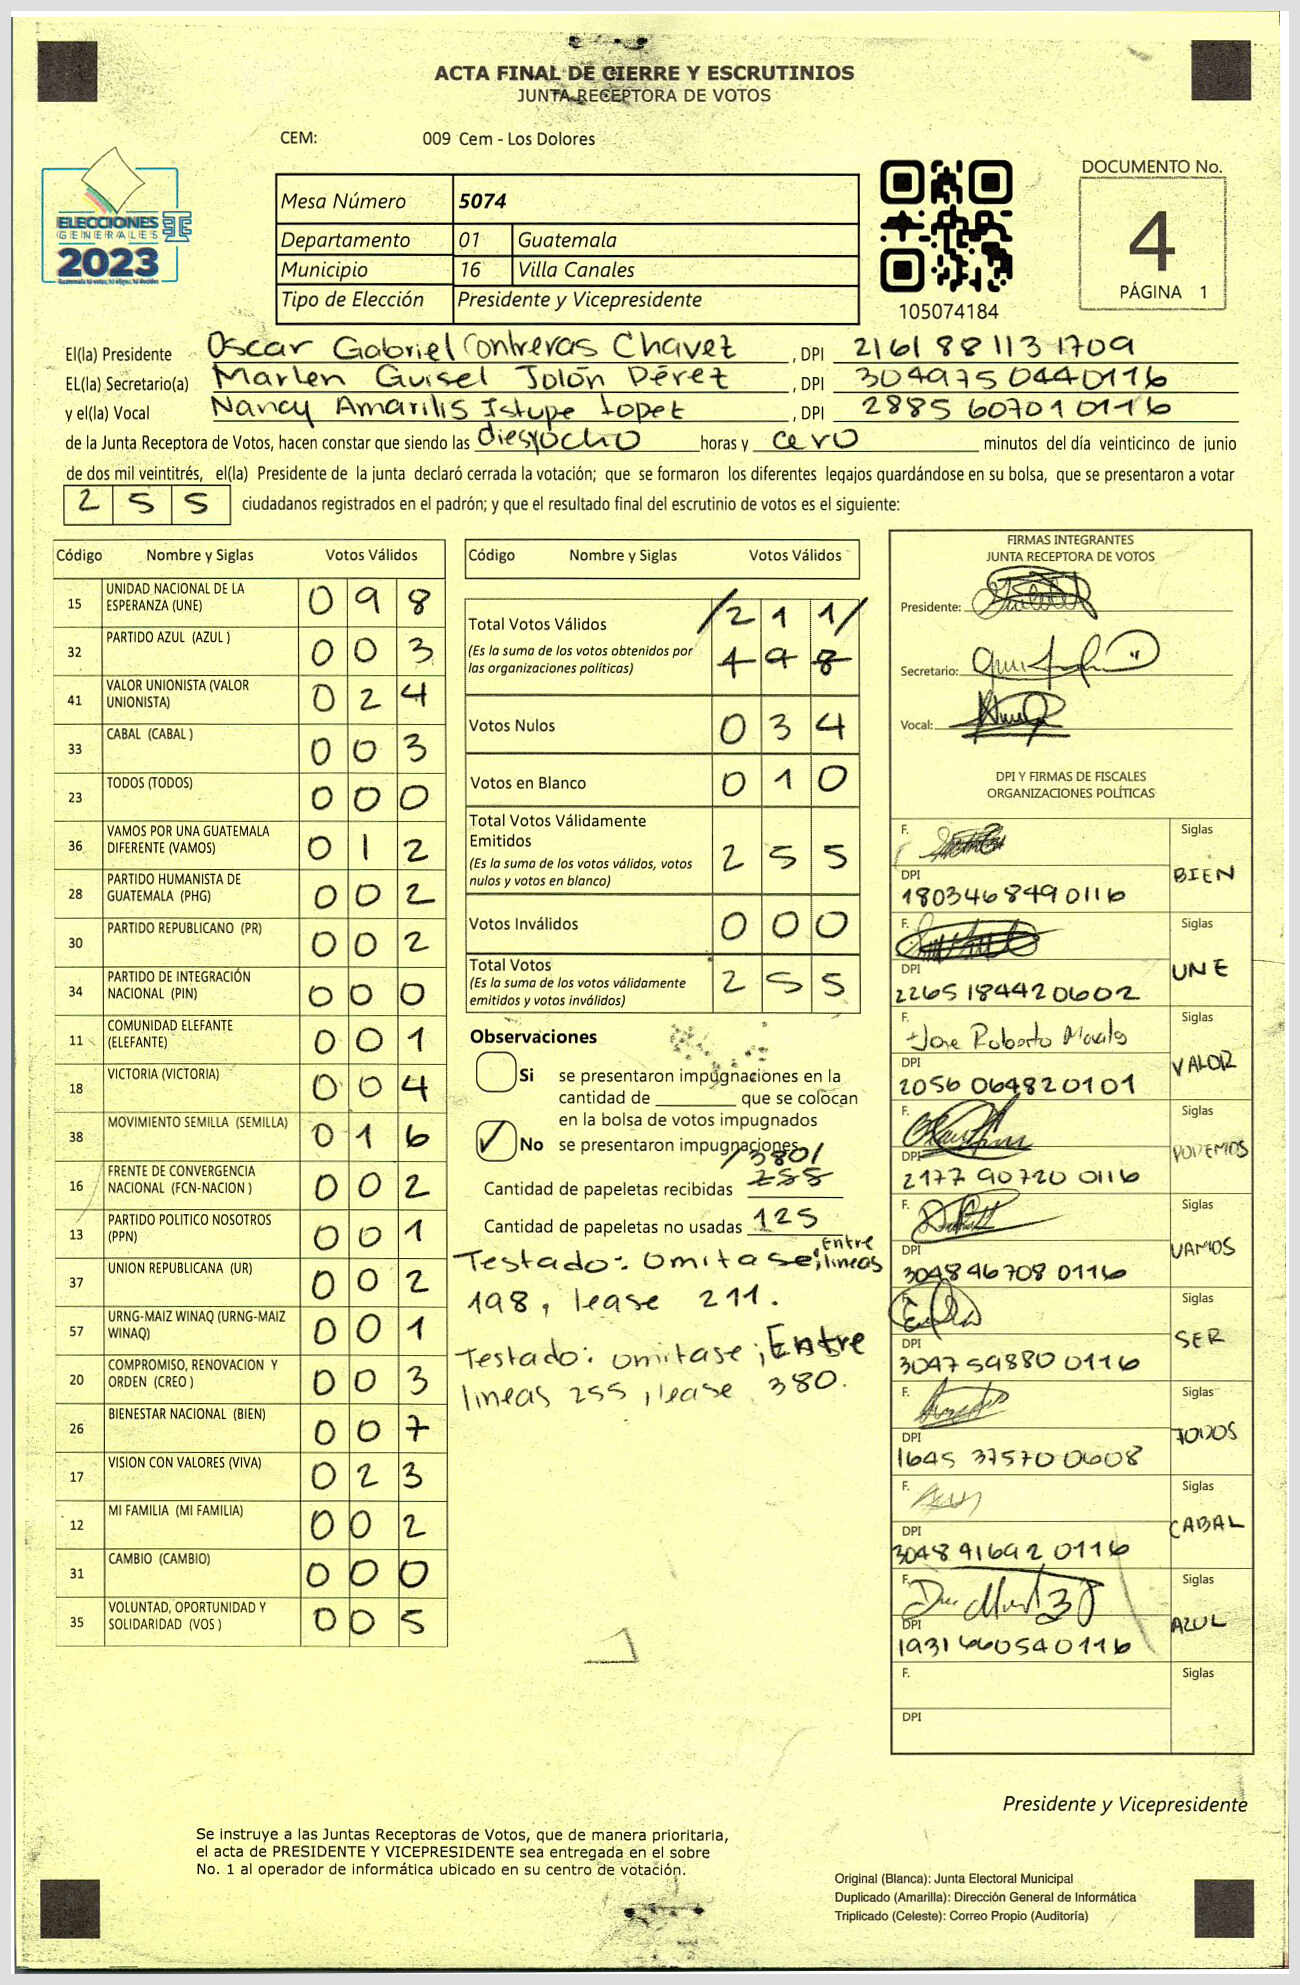 ACTA FINAL DE CIERRE Y ESCRUTINIOS
JUNTA RECEPTORA DE VOTOS
CEM: 009 Cem - Los Dolores
ELECCIONES
GENERALES
2023
Mesa Número 5074
Departamento 01 Guatemala
Municipio 16 Villa Canales
Tipo de Elección Presidente y Vicepresidente
105074184
DOCUMENTO No.
4
PÁGINA 1
El(la) Presidente Oscar Gabriel Contreras Chavez , DPI 2161 88113 1709
EL(la) Secretario(a) Marlen Guisel Jolón Pérez , DPI 304975044 0116
y el(la) Vocal Nancy Amarilis Istupe Lopez , DPI 2885 60701 0116
de la Junta Receptora de Votos, hacen constar que siendo las diesyocho horas y cero minutos del día veinticinco de junio
de dos mil veintitrés, el(la) Presidente de la junta declaró cerrada la votación; que se formaron los diferentes legajos guardándose en su bolsa, que se presentaron a votar
2 5 5 ciudadanos registrados en el padrón; y que el resultado final del escrutinio de votos es el siguiente:
Código Nombre y Siglas Votos Válidos
15 UNIDAD NACIONAL DE LA ESPERANZA (UNE) 0 9 8
32 PARTIDO AZUL (AZUL ) 0 0 3
41 VALOR UNIONISTA (VALOR UNIONISTA) 0 2 4
33 CABAL (CABAL ) 0 0 3
23 TODOS (TODOS) 0 0 0
36 VAMOS POR UNA GUATEMALA DIFERENTE (VAMOS) 0 1 2
28 PARTIDO HUMANISTA DE GUATEMALA (PHG) 0 0 2
30 PARTIDO REPUBLICANO (PR) 0 0 2
34 PARTIDO DE INTEGRACIÓN NACIONAL (PIN) 0 0 0
11 COMUNIDAD ELEFANTE (ELEFANTE) 0 0 1
18 VICTORIA (VICTORIA) 0 0 4
38 MOVIMIENTO SEMILLA (SEMILLA) 0 1 6
16 FRENTE DE CONVERGENCIA NACIONAL (FCN-NACION ) 0 0 2
13 PARTIDO POLITICO NOSOTROS (PPN) 0 0 1
37 UNION REPUBLICANA (UR) 0 0 2
57 URNG-MAIZ WINAQ (URNG-MAIZ WINAQ) 0 0 1
20 COMPROMISO, RENOVACION Y ORDEN (CREO ) 0 0 3
26 BIENESTAR NACIONAL (BIEN) 0 0 7
17 VISION CON VALORES (VIVA) 0 2 3
12 MI FAMILIA (MI FAMILIA) 0 0 2
31 CAMBIO (CAMBIO) 0 0 0
35 VOLUNTAD, OPORTUNIDAD Y SOLIDARIDAD (VOS ) 0 0 5
Código Nombre y Siglas Votos Válidos
Total Votos Válidos /2 1 1/
(Es la suma de los votos obtenidos por las organizaciones políticas) 1 9 8
Votos Nulos 0 3 4
Votos en Blanco 0 1 0
Total Votos Válidamente Emitidos
(Es la suma de los votos válidos, votos nulos y votos en blanco) 2 5 5
Votos Inválidos 0 0 0
Total Votos
(Es la suma de los votos válidamente emitidos y votos inválidos) 2 5 5
Observaciones
Si se presentaron impugnaciones en la
cantidad de ________ que se colocan
en la bolsa de votos impugnados
No se presentaron impugnaciones
/380/
Cantidad de papeletas recibidas 255
Cantidad de papeletas no usadas 125
Testado: omitase; Entre lineas
198, lease 211.
Testado: omitase; Entre
lineas 255, lease 380.
FIRMAS INTEGRANTES
JUNTA RECEPTORA DE VOTOS
Presidente:
Secretario:
Vocal:
DPI Y FIRMAS DE FISCALES
ORGANIZACIONES POLÍTICAS
F. Siglas
DPI 180346849 0116 BIEN
F. Siglas
DPI 2265 18442 0602 UNE
F. Jose Roberto Morales Siglas
DPI 2056 06482 0101 VALOR
F. Siglas
DPI 2177 90720 0116 PODEMOS
F. Siglas
DPI 304846708 0116 VAMOS
F. Siglas
DPI 304759880 0116 SER
F. Siglas
DPI 1645 37570 0608 TODOS
F. Siglas
DPI 3048 91692 0116 CABAL
F. Siglas
DPI 1931 66054 0116 AZUL
F. Siglas
DPI
Presidente y Vicepresidente
Se instruye a las Juntas Receptoras de Votos, que de manera prioritaria,
el acta de PRESIDENTE Y VICEPRESIDENTE sea entregada en el sobre
No. 1 al operador de informática ubicado en su centro de votación.
Original (Blanca): Junta Electoral Municipal
Duplicado (Amarilla): Dirección General de Informática
Triplicado (Celeste): Correo Propio (Auditoría)